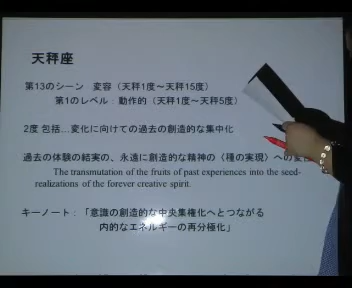 天秤座
第13のシーン 変容（天秤1度～天秤15度）
第1のレベル：動作的（天秤1度～天秤5度）
2度 包括…変化に向けての過去の創造的な集中化
過去の体験の結実の、永遠に創造的な精神の〈種の実現〉への変性
The transmutation of the fruits of past experiences into the seed-
realizations of the forever creative spirit.
キーノート：「意識の創造的な中央集権化へとつながる
内的なエネルギーの再分極化」